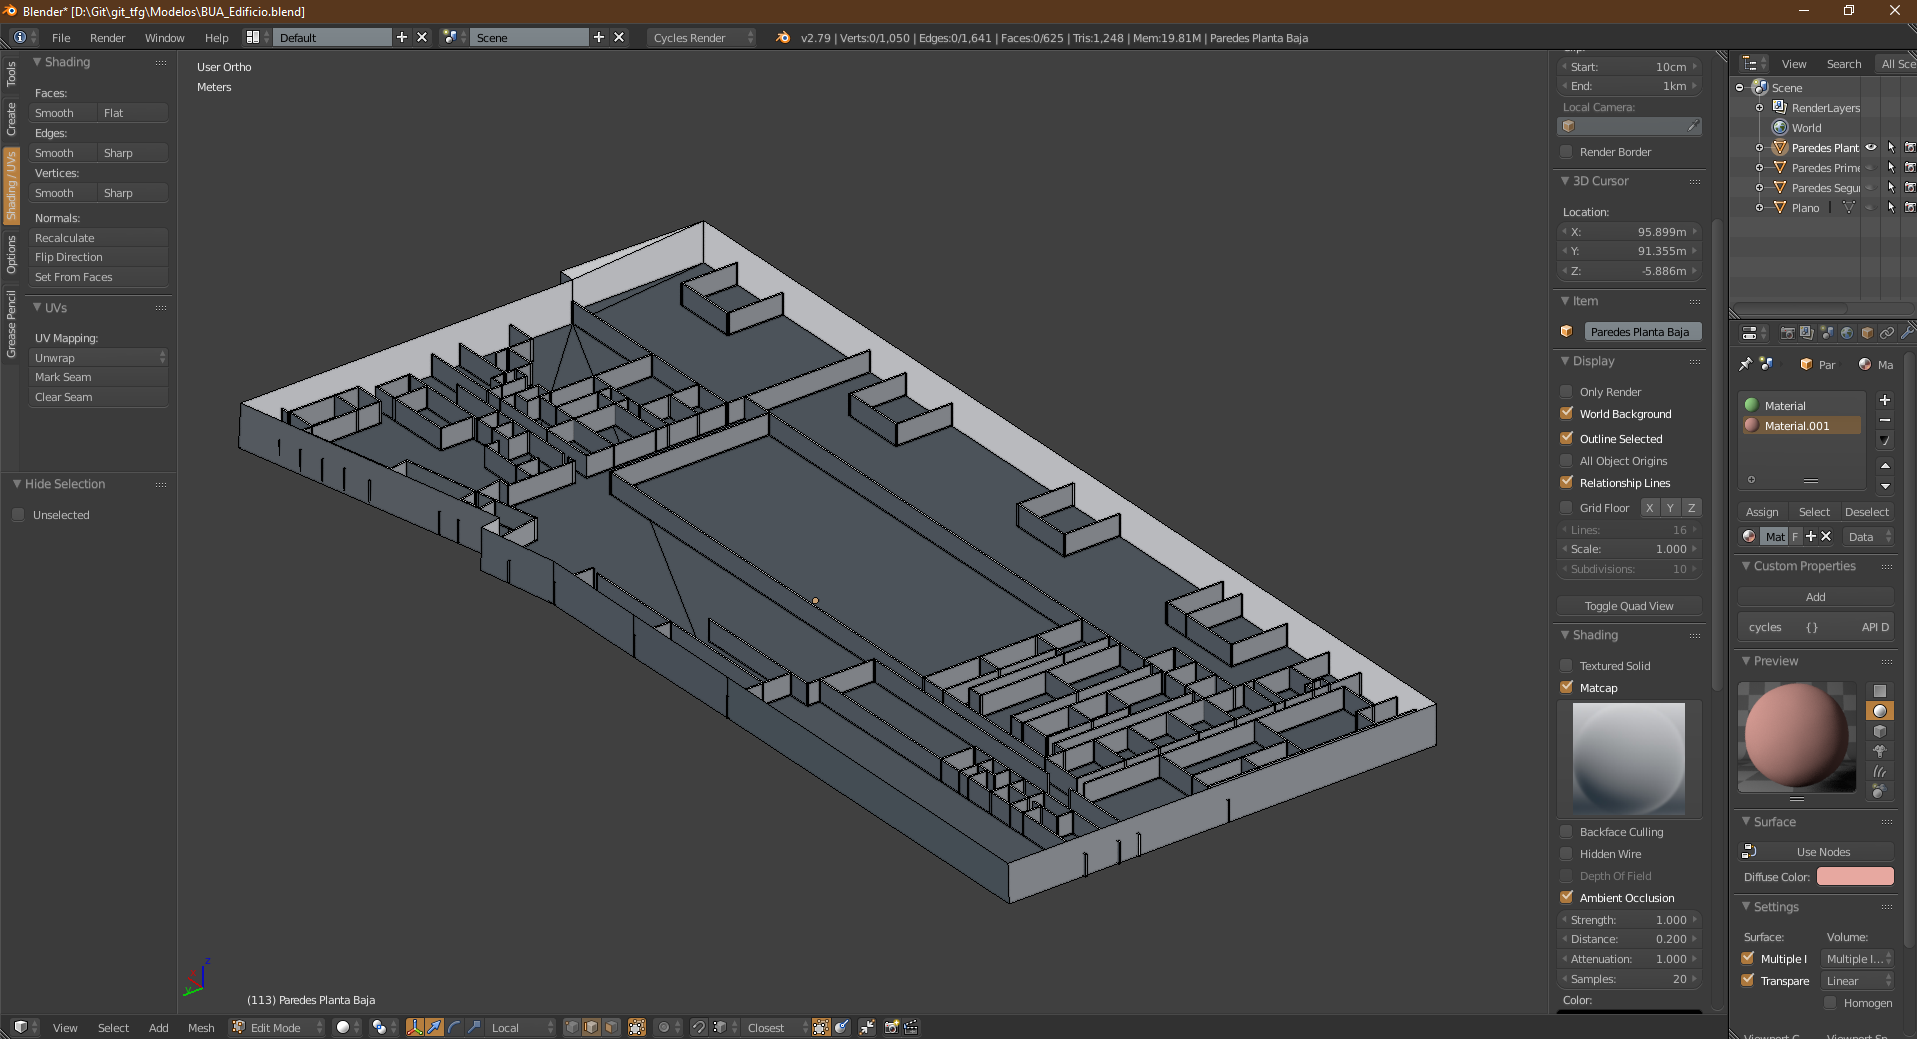 Blender* [D:\Git\git_tfg\Modelos\BUA_Edificio.blend]
File Render Window Help Default Scene Cycles Render v2.79 | Verts:0/1,050 | Edges:0/1,641 | Faces:0/625 | Tris:1,248 | Mem:19.81M | Paredes Planta Baja
Tools
Create
Shading / UVs
Options
Grease Pencil
Shading
Faces:
Smooth Flat
Edges:
Smooth Sharp
Vertices:
Smooth Sharp
Normals:
Recalculate
Flip Direction
Set From Faces
UVs
UV Mapping:
Unwrap
Mark Seam
Clear Seam
Hide Selection
Unselected
User Ortho
Meters
z
y
(113) Paredes Planta Baja
Start: 10cm
End: 1km
Local Camera:
Render Border
3D Cursor
Location:
X: 95.899m
Y: 91.355m
Z: -5.886m
Item
Paredes Planta Baja
Display
Only Render
World Background
Outline Selected
All Object Origins
Relationship Lines
Grid Floor X Y Z
Lines: 16
Scale: 1.000
Subdivisions: 10
Toggle Quad View
Shading
Textured Solid
Matcap
Backface Culling
Hidden Wire
Depth Of Field
Ambient Occlusion
Strength: 1.000
Distance: 0.200
Attenuation: 1.000
Samples: 20
Color:
View Search All Sce
Scene
RenderLayers
World
Paredes Plant
Paredes Prime
Paredes Segu
Plano
Par Ma
Material
Material.001
Assign Select Deselect
Mat F Data
Custom Properties
Add
cycles {} API D
Preview
Surface
Use Nodes
Diffuse Color:
Settings
Surface: Volume:
Multiple I Multiple I...
Transpare Linear
Homogen
View Select Add Mesh Edit Mode Local Closest